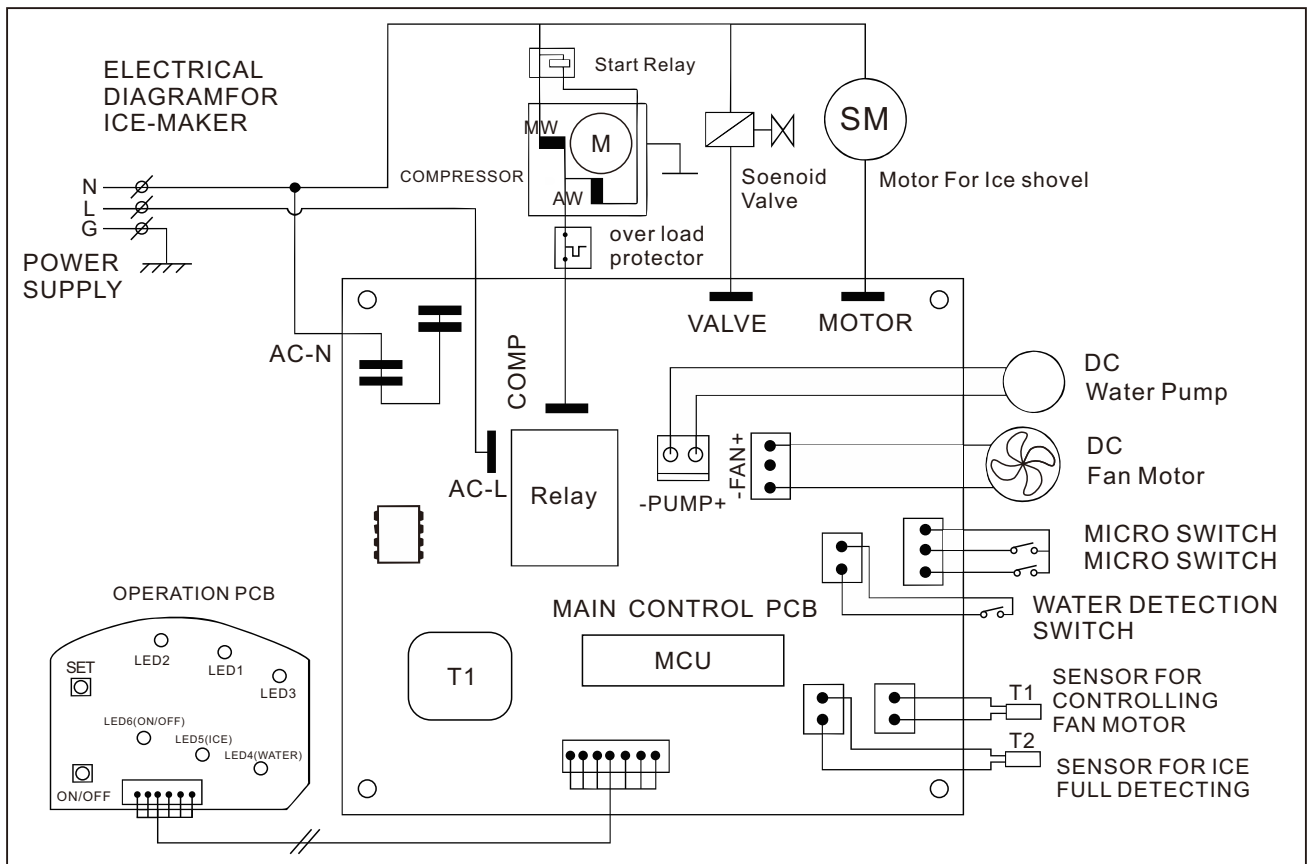 ELECTRICAL
DIAGRAMFOR
ICE-MAKER
N
L
G
POWER
SUPPLY
Start Relay
MW
M
COMPRESSOR
AW
over load
protector
Soenoid
Valve
SM
Motor For Ice shovel
VALVE
MOTOR
AC-N
COMP
AC-L
Relay
-PUMP+
-FAN+
DC
Water Pump
DC
Fan Motor
MICRO SWITCH
MICRO SWITCH
WATER DETECTION
SWITCH
MAIN CONTROL PCB
MCU
T1
T1
SENSOR FOR
CONTROLLING
FAN MOTOR
T2
SENSOR FOR ICE
FULL DETECTING
OPERATION PCB
SET
LED2
LED1
LED3
LED6(ON/OFF)
LED5(ICE)
LED4(WATER)
ON/OFF